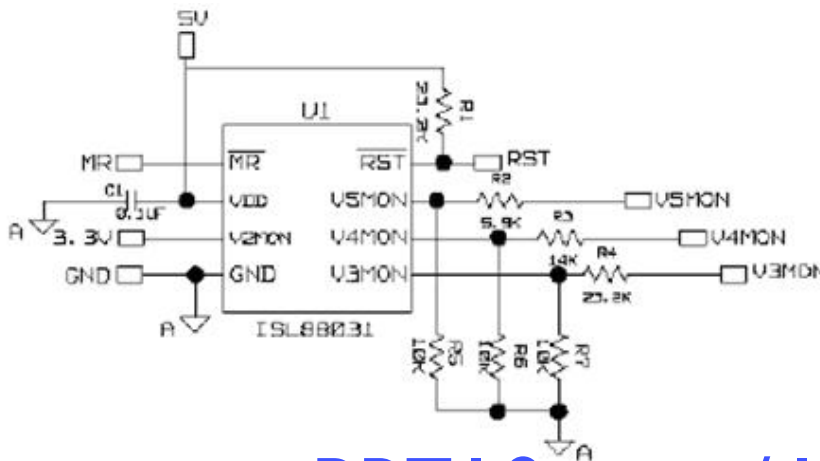 5V
U1
R1
MR
MR
RST
RST
C1
0.1UF
VDD
V5MON
R2
5.9K
V5MON
A
3.3V
V2MON
V4MON
R3
14K
V4MON
GND
GND
V3MON
R4
23.2K
V3MON
A
ISL88031
10K
R5
10K
R6
10K
R7
A